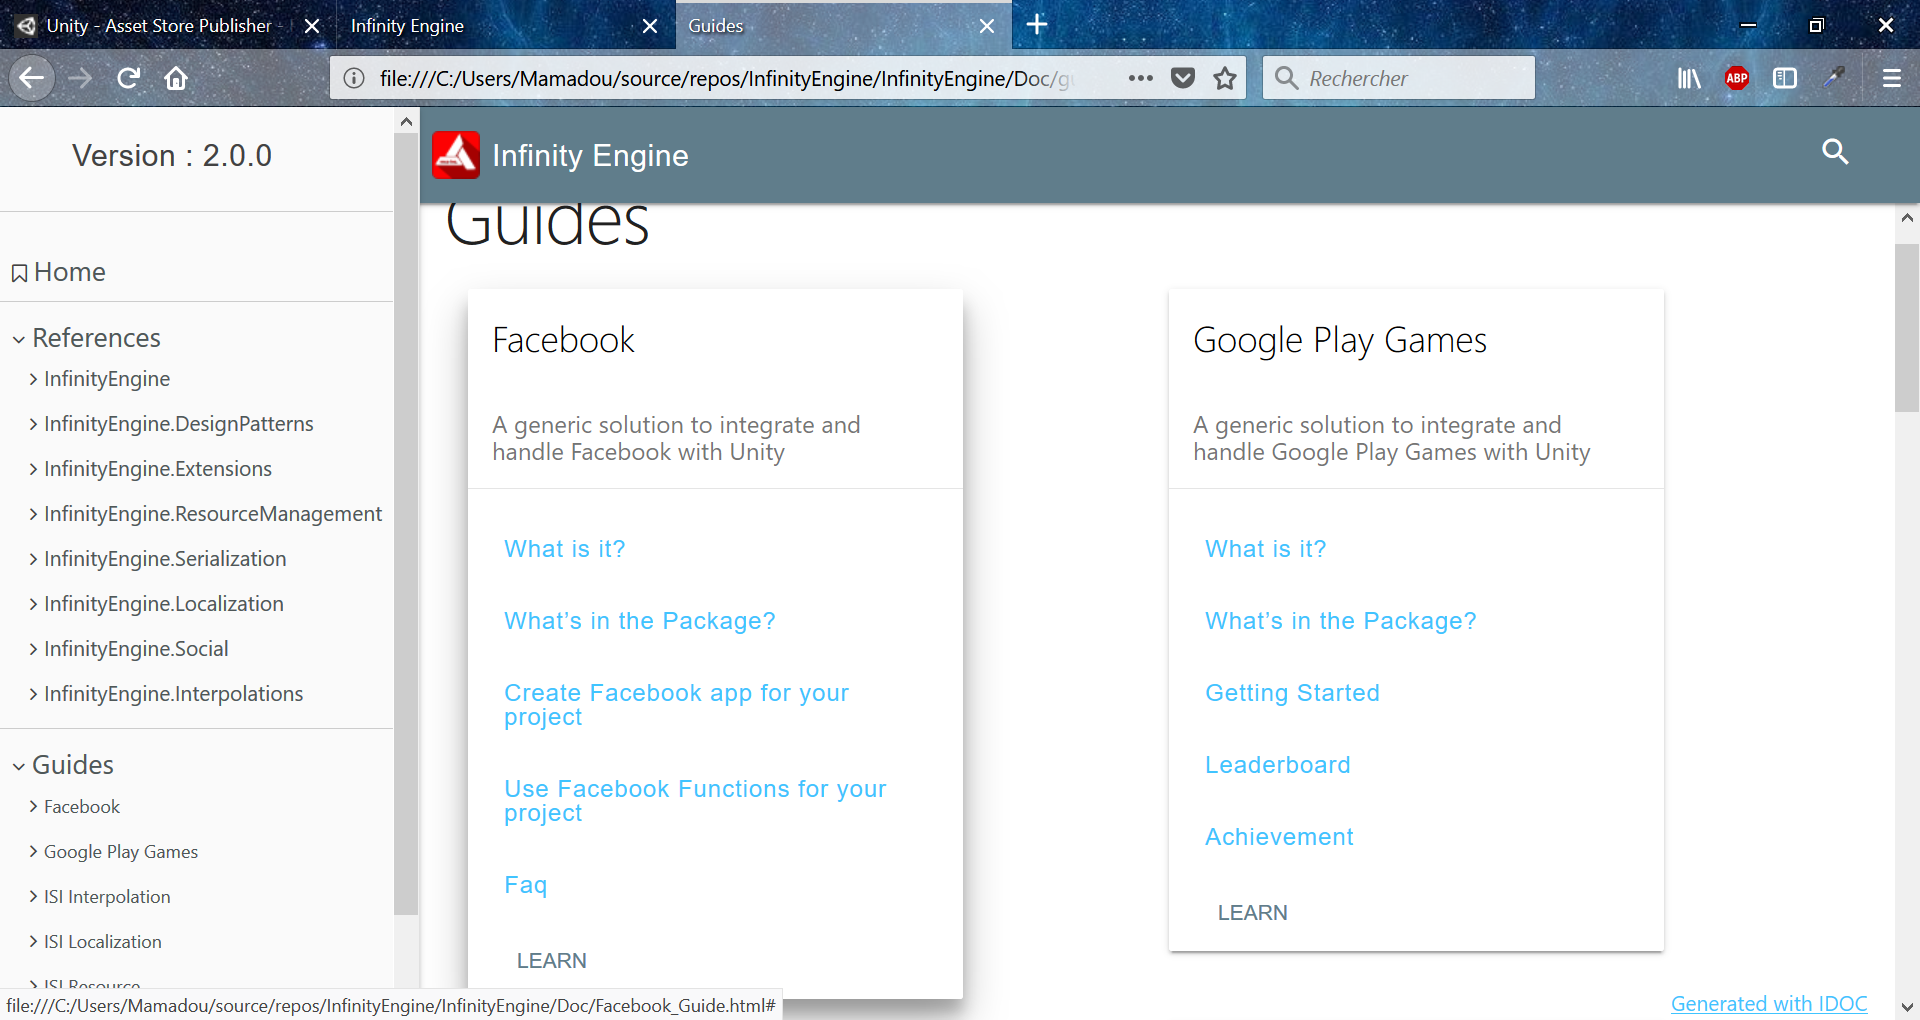 Unity - Asset Store Publisher
Infinity Engine
Guides
file:///C:/Users/Mamadou/source/repos/InfinityEngine/InfinityEngine/Doc/gu
Rechercher
ABP
Version : 2.0.0
Infinity Engine
Home
References
InfinityEngine
InfinityEngine.DesignPatterns
InfinityEngine.Extensions
InfinityEngine.ResourceManagement
InfinityEngine.Serialization
InfinityEngine.Localization
InfinityEngine.Social
InfinityEngine.Interpolations
Guides
Facebook
Google Play Games
ISI Interpolation
ISI Localization
ISI Resource
Guides
Facebook
A generic solution to integrate and
handle Facebook with Unity
What is it?
What’s in the Package?
Create Facebook app for your
project
Use Facebook Functions for your
project
Faq
LEARN
Google Play Games
A generic solution to integrate and
handle Google Play Games with Unity
What is it?
What’s in the Package?
Getting Started
Leaderboard
Achievement
LEARN
Generated with IDOC
file:///C:/Users/Mamadou/source/repos/InfinityEngine/InfinityEngine/Doc/Facebook_Guide.html#